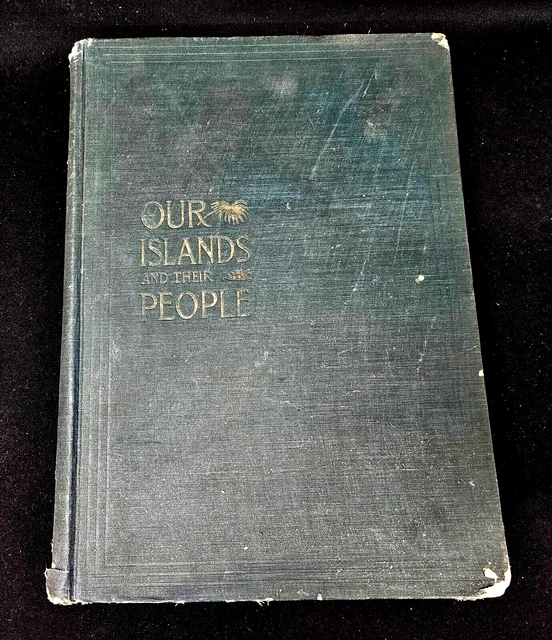 OUR
ISLANDS
AND THEIR
PEOPLE